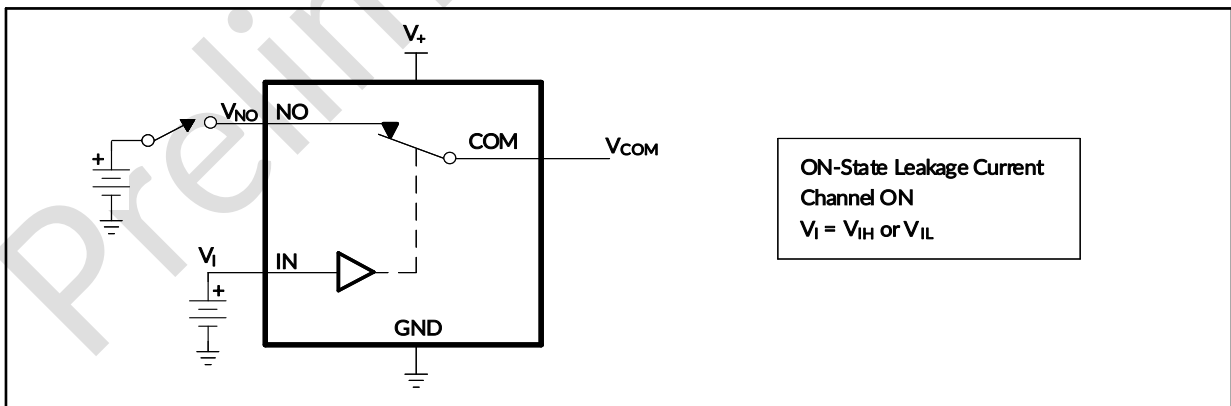 Prelim
V+
VNO
NO
COM
VCOM
+
VI
IN
+
GND
ON-State Leakage Current
Channel ON
VI = VIH or VIL